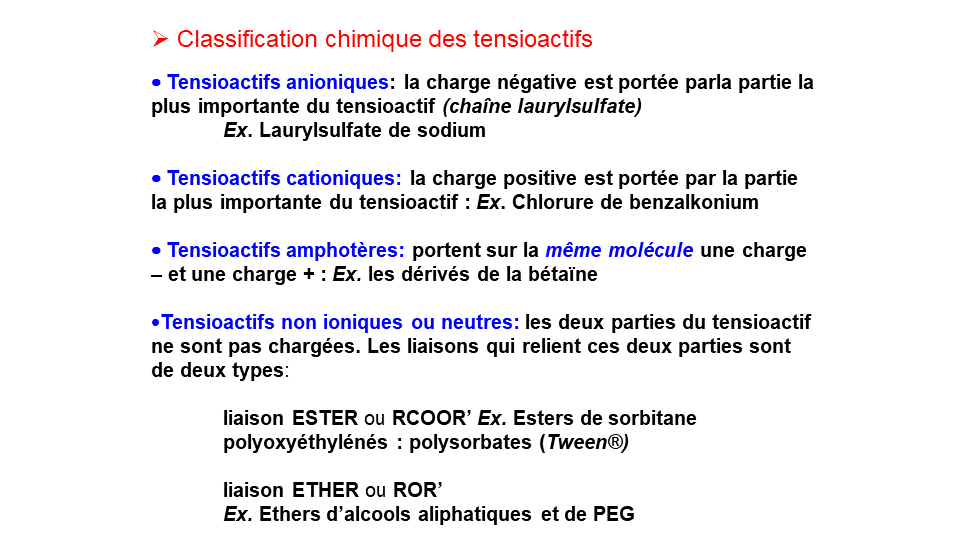 ➢ Classification chimique des tensioactifs
• Tensioactifs anioniques: la charge négative est portée parla partie la
plus importante du tensioactif (chaîne laurylsulfate)
Ex. Laurylsulfate de sodium
• Tensioactifs cationiques: la charge positive est portée par la partie
la plus importante du tensioactif : Ex. Chlorure de benzalkonium
• Tensioactifs amphotères: portent sur la même molécule une charge
– et une charge + : Ex. les dérivés de la bétaïne
•Tensioactifs non ioniques ou neutres: les deux parties du tensioactif
ne sont pas chargées. Les liaisons qui relient ces deux parties sont
de deux types:
liaison ESTER ou RCOOR’ Ex. Esters de sorbitane
polyoxyéthylénés : polysorbates (Tween®)
liaison ETHER ou ROR’
Ex. Ethers d’alcools aliphatiques et de PEG